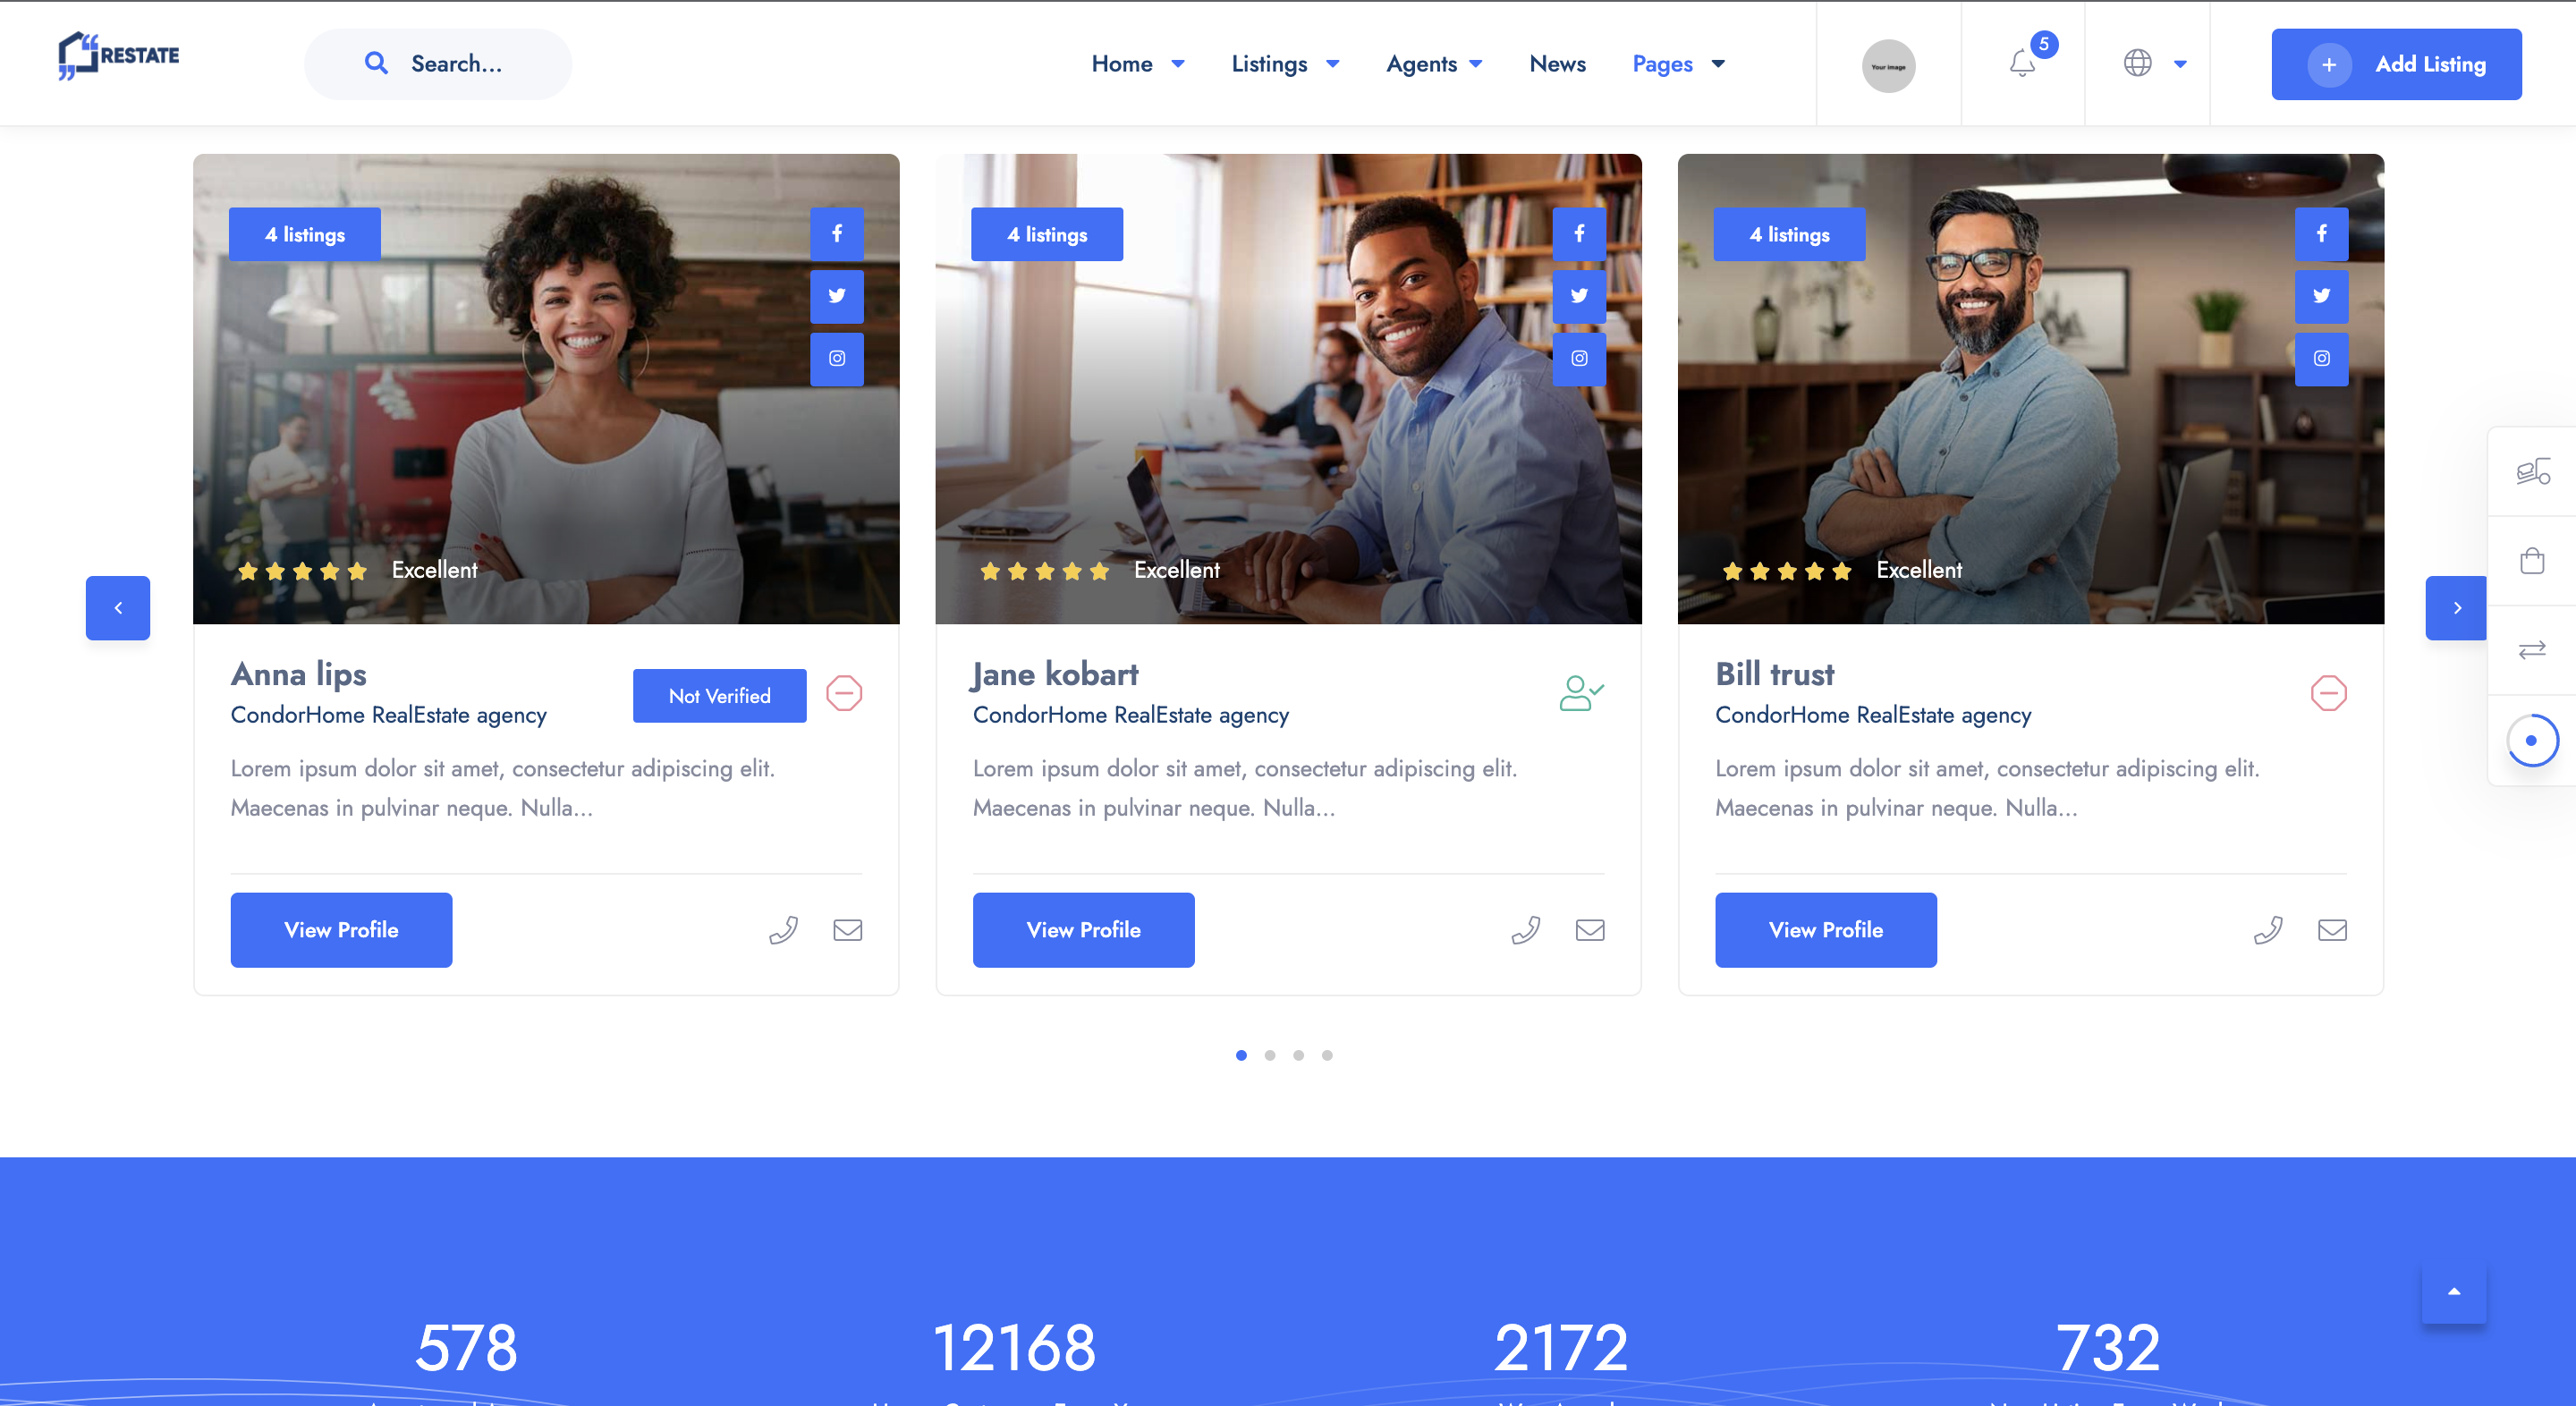 RESTATE
Search...
Home
Listings
Agents
News
Pages
Your image
5
Add Listing
4 listings
4 listings
4 listings
Excellent
Excellent
Excellent
Anna lips
CondorHome RealEstate agency
Not Verified
Lorem ipsum dolor sit amet, consectetur adipiscing elit.
Maecenas in pulvinar neque. Nulla...
View Profile
Jane kobart
CondorHome RealEstate agency
Lorem ipsum dolor sit amet, consectetur adipiscing elit.
Maecenas in pulvinar neque. Nulla...
View Profile
Bill trust
CondorHome RealEstate agency
Lorem ipsum dolor sit amet, consectetur adipiscing elit.
Maecenas in pulvinar neque. Nulla...
View Profile
578
12168
2172
732